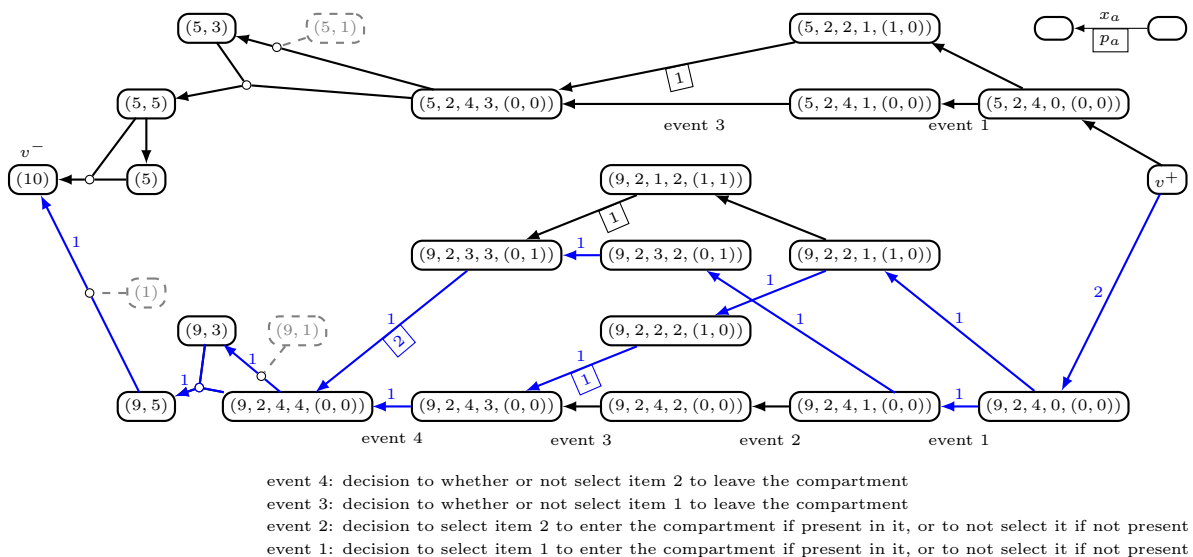 (5, 3)
(5, 1)
(5, 2, 2, 1, (1, 0))
x_a
p_a
1
(5, 5)
(5, 2, 4, 3, (0, 0))
(5, 2, 4, 1, (0, 0))
(5, 2, 4, 0, (0, 0))
event 3
event 1
v^−
(10)
(5)
(9, 2, 1, 2, (1, 1))
v^+
1
1
(9, 2, 3, 3, (0, 1))
1
(9, 2, 3, 2, (0, 1))
(9, 2, 2, 1, (1, 0))
1
(1)
2
(9, 3)
(9, 1)
1
2
(9, 2, 2, 2, (1, 0))
1
1
1
1
1
1
(9, 5)
1
(9, 2, 4, 4, (0, 0))
1
(9, 2, 4, 3, (0, 0))
(9, 2, 4, 2, (0, 0))
(9, 2, 4, 1, (0, 0))
1
(9, 2, 4, 0, (0, 0))
event 4
event 3
event 2
event 1
event 4: decision to whether or not select item 2 to leave the compartment
event 3: decision to whether or not select item 1 to leave the compartment
event 2: decision to select item 2 to enter the compartment if present in it, or to not select it if not present
event 1: decision to select item 1 to enter the compartment if present in it, or to not select it if not present